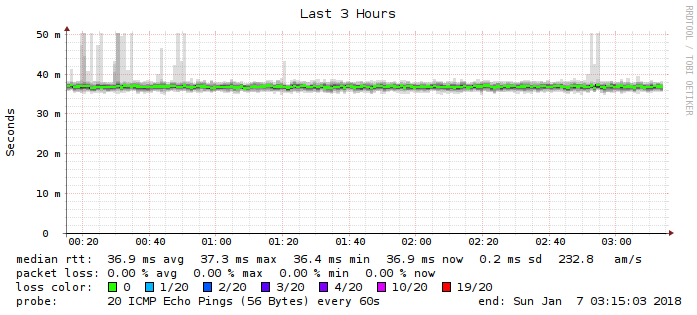 Last 3 Hours
RRDTOOL / TOBI OETIKER
Seconds
50 m
40 m
30 m
20 m
10 m
0
00:20 00:40 01:00 01:20 01:40 02:00 02:20 02:40 03:00
median rtt: 36.9 ms avg 37.3 ms max 36.4 ms min 36.9 ms now 0.2 ms sd 232.8 am/s
packet loss: 0.00 % avg 0.00 % max 0.00 % min 0.00 % now
loss color: 0 1/20 2/20 3/20 4/20 10/20 19/20
probe: 20 ICMP Echo Pings (56 Bytes) every 60s end: Sun Jan 7 03:15:03 2018